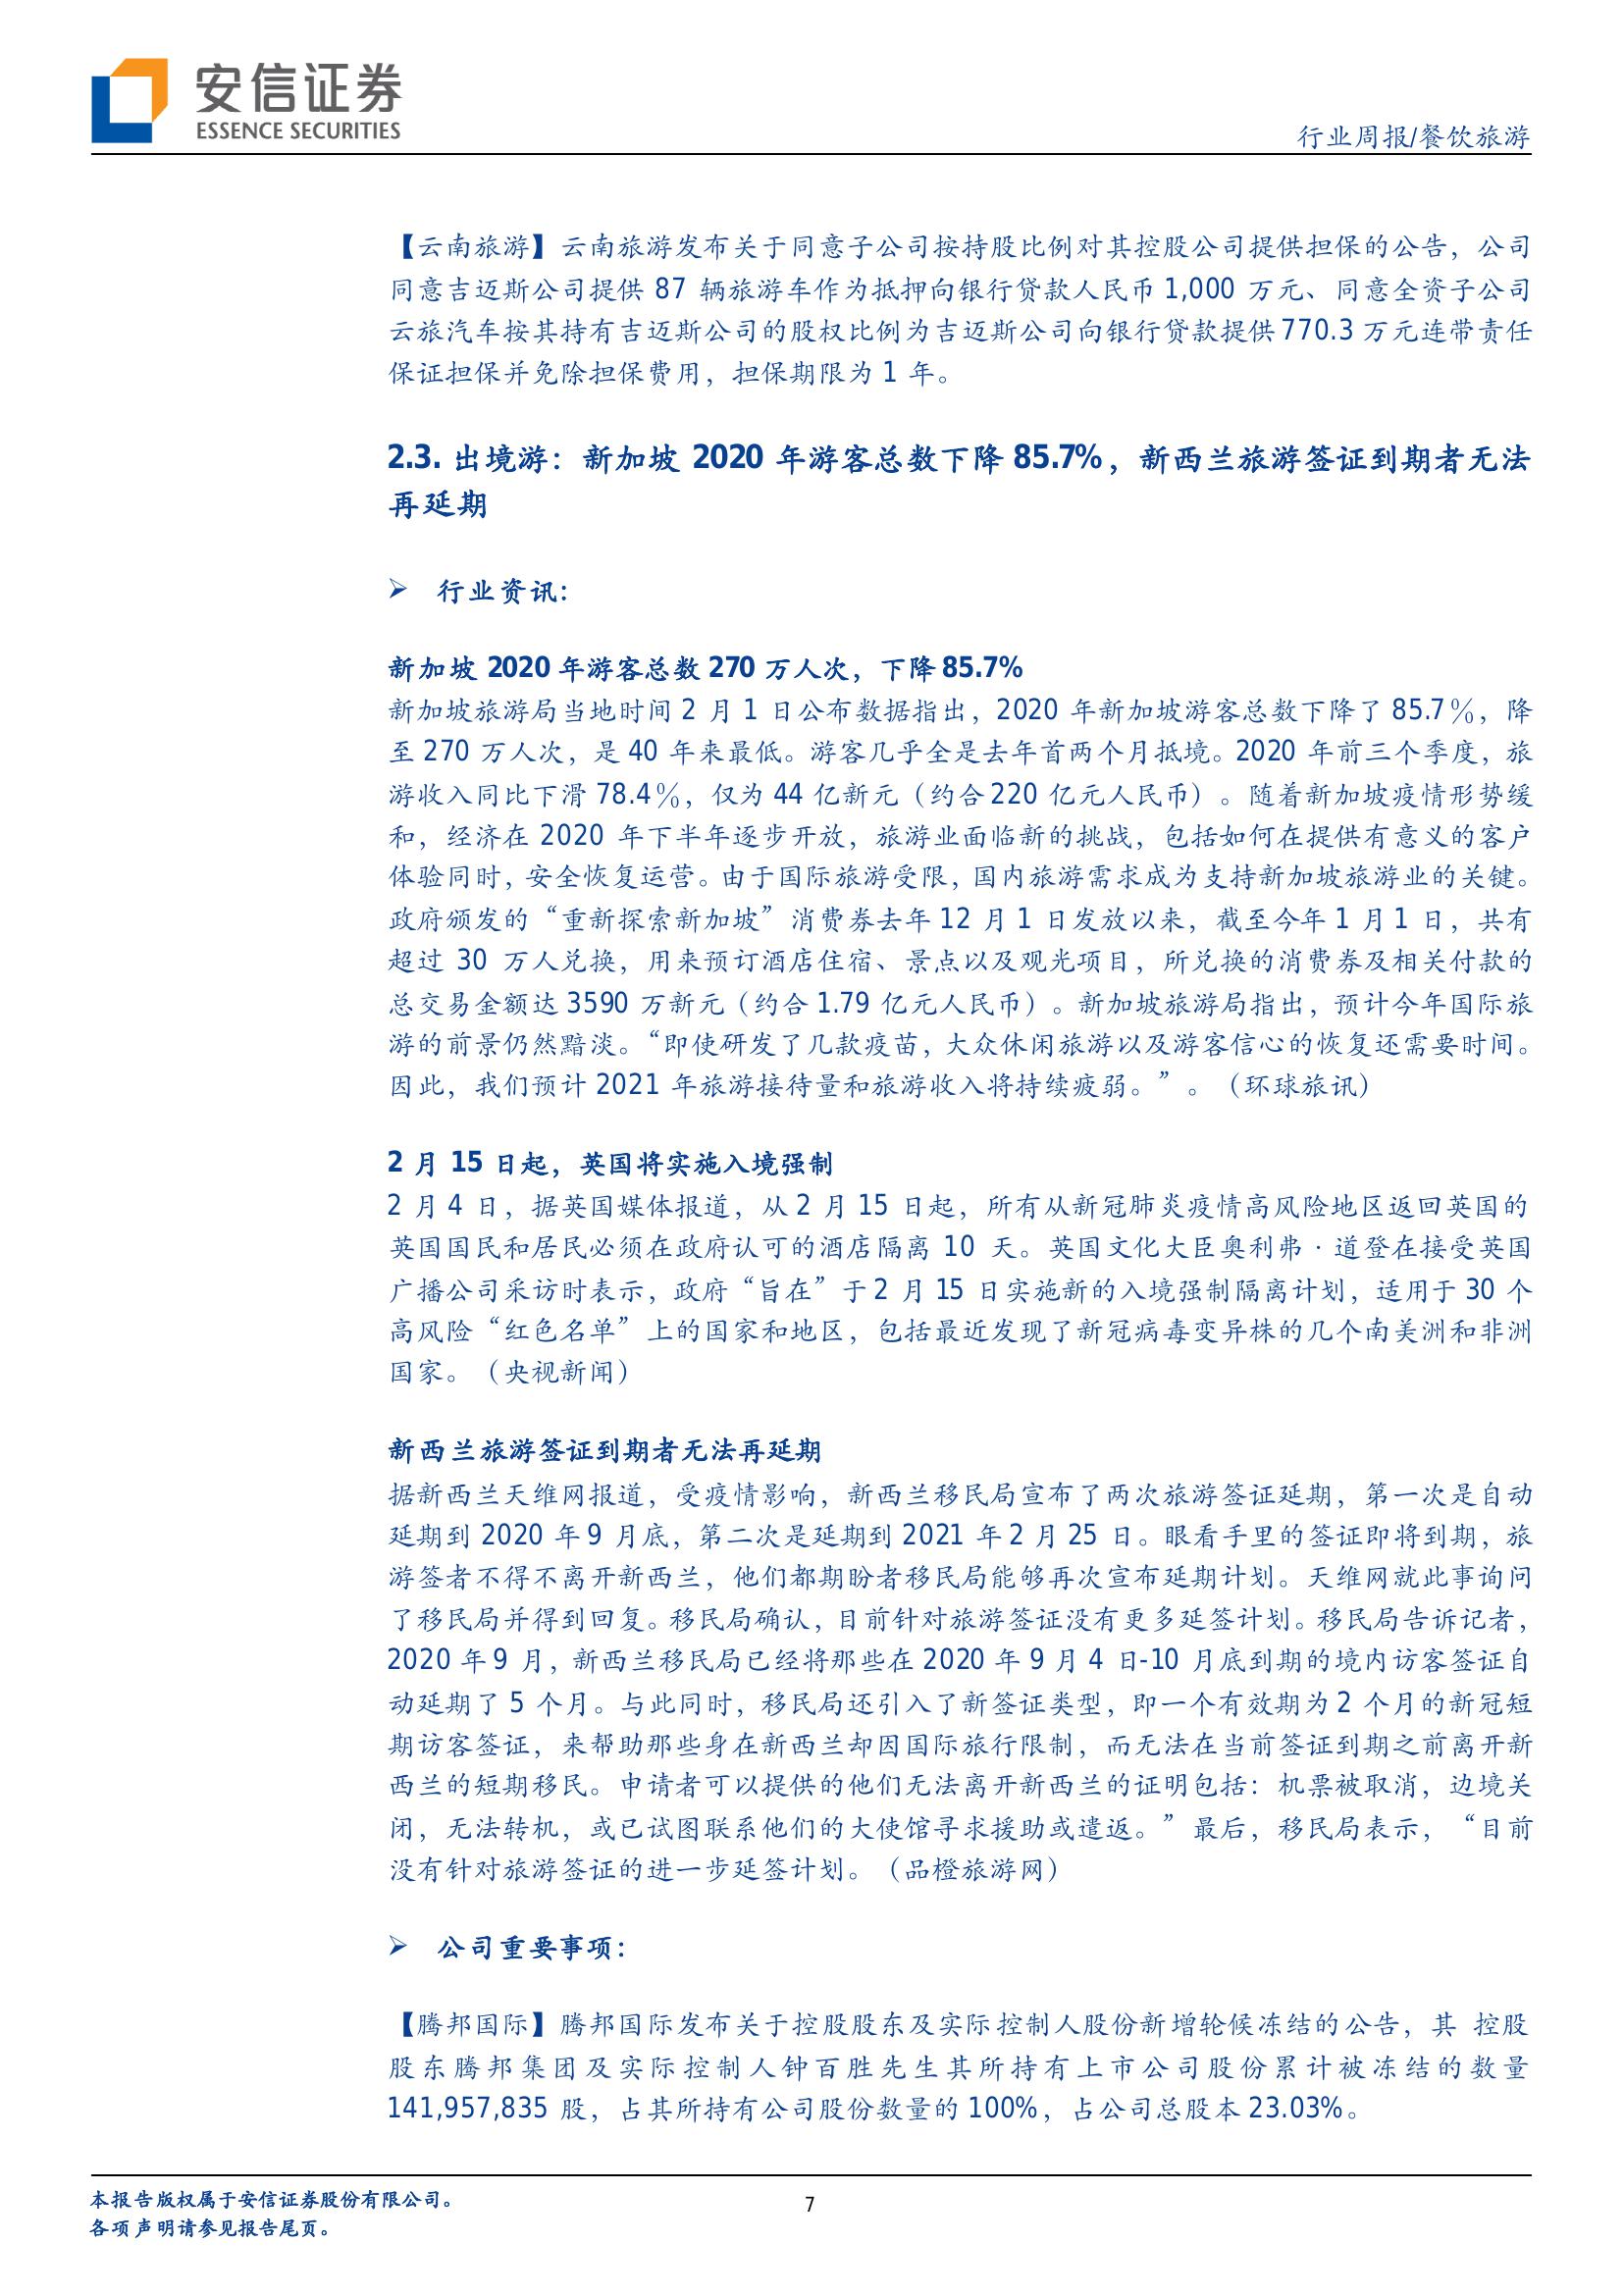 安信证券
ESSENCE SECURITIES
行业周报/餐饮旅游
【云南旅游】云南旅游发布关于同意子公司按持股比例对其控股公司提供担保的公告，公司
同意吉迈斯公司提供 87 辆旅游车作为抵押向银行贷款人民币 1,000 万元、同意全资子公司
云旅汽车按其持有吉迈斯公司的股权比例为吉迈斯公司向银行贷款提供 770.3 万元连带责任
保证担保并免除担保费用，担保期限为 1 年。
2.3. 出境游：新加坡 2020 年游客总数下降 85.7%，新西兰旅游签证到期者无法
再延期
➢ 行业资讯：
新加坡 2020 年游客总数 270 万人次，下降 85.7%
新加坡旅游局当地时间 2 月 1 日公布数据指出，2020 年新加坡游客总数下降了 85.7％，降
至 270 万人次，是 40 年来最低。游客几乎全是去年首两个月抵境。2020 年前三个季度，旅
游收入同比下滑 78.4％，仅为 44 亿新元（约合 220 亿元人民币）。随着新加坡疫情形势缓
和，经济在 2020 年下半年逐步开放，旅游业面临新的挑战，包括如何在提供有意义的客户
体验同时，安全恢复运营。由于国际旅游受限，国内旅游需求成为支持新加坡旅游业的关键。
政府颁发的“重新探索新加坡”消费券去年 12 月 1 日发放以来，截至今年 1 月 1 日，共有
超过 30 万人兑换，用来预订酒店住宿、景点以及观光项目，所兑换的消费券及相关付款的
总交易金额达 3590 万新元（约合 1.79 亿元人民币）。新加坡旅游局指出，预计今年国际旅
游的前景仍然黯淡。“即使研发了几款疫苗，大众休闲旅游以及游客信心的恢复还需要时间。
因此，我们预计 2021 年旅游接待量和旅游收入将持续疲弱。”。（环球旅讯）
2 月 15 日起，英国将实施入境强制
2 月 4 日，据英国媒体报道，从 2 月 15 日起，所有从新冠肺炎疫情高风险地区返回英国的
英国国民和居民必须在政府认可的酒店隔离 10 天。英国文化大臣奥利弗·道登在接受英国
广播公司采访时表示，政府“旨在”于 2 月 15 日实施新的入境强制隔离计划，适用于 30 个
高风险“红色名单”上的国家和地区，包括最近发现了新冠病毒变异株的几个南美洲和非洲
国家。（央视新闻）
新西兰旅游签证到期者无法再延期
据新西兰天维网报道，受疫情影响，新西兰移民局宣布了两次旅游签证延期，第一次是自动
延期到 2020 年 9 月底，第二次是延期到 2021 年 2 月 25 日。眼看手里的签证即将到期，旅
游签者不得不离开新西兰，他们都期盼者移民局能够再次宣布延期计划。天维网就此事询问
了移民局并得到回复。移民局确认，目前针对旅游签证没有更多延签计划。移民局告诉记者，
2020 年 9 月，新西兰移民局已经将那些在 2020 年 9 月 4 日-10 月底到期的境内访客签证自
动延期了 5 个月。与此同时，移民局还引入了新签证类型，即一个有效期为 2 个月的新冠短
期访客签证，来帮助那些身在新西兰却因国际旅行限制，而无法在当前签证到期之前离开新
西兰的短期移民。申请者可以提供的他们无法离开新西兰的证明包括：机票被取消，边境关
闭，无法转机，或已试图联系他们的大使馆寻求援助或遣返。”最后，移民局表示，“目前
没有针对旅游签证的进一步延签计划。（品橙旅游网）
➢ 公司重要事项：
【腾邦国际】腾邦国际发布关于控股股东及实际控制人股份新增轮候冻结的公告，其 控股
股东腾邦集团及实际控制人钟百胜先生其所持有上市公司股份累计被冻结的数量
141,957,835 股，占其所持有公司股份数量的 100%，占公司总股本 23.03%。
本报告版权属于安信证券股份有限公司。
各项声明请参见报告尾页。
7